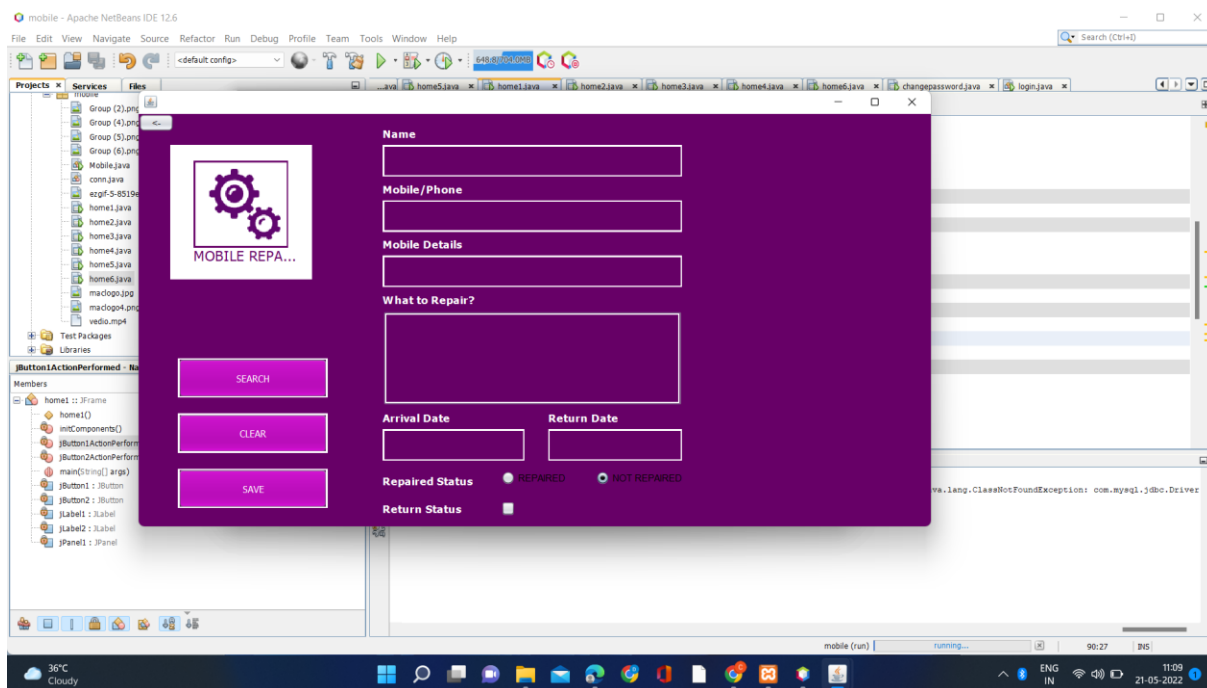 mobile - Apache NetBeans IDE 12.6
File Edit View Navigate Source Refactor Run Debug Profile Team Tools Window Help
Search (Ctrl+I)
<default config>
Projects Services Files
...ava home5.java home1.java home2.java home3.java home4.java home6.java changepassword.java login.java
mobile
Group (2).png
Group (4).png
Group (5).png
Group (6).png
Mobile.java
conn.java
ezgif-5-8519e
home1.java
home2.java
home3.java
home4.java
home5.java
home6.java
maclogo.jpg
maclogo4.png
vedio.mp4
Test Packages
Libraries
jButton1ActionPerformed - Na
Members
home1 :: JFrame
home1()
initComponents()
jButton1ActionPerform
jButton2ActionPerform
main(String[] args)
jButton1 : JButton
jButton2 : JButton
jLabel1 : JLabel
jLabel2 : JLabel
jPanel1 : JPanel
<-
MOBILE REPA...
SEARCH
CLEAR
SAVE
Name
Mobile/Phone
Mobile Details
What to Repair?
Arrival Date Return Date
Repaired Status REPAIRED NOT REPAIRED
Return Status
va.lang.ClassNotFoundException: com.mysql.jdbc.Driver
mobile (run) running... 90:27 INS
36°C
Cloudy
ENG
IN
11:09
21-05-2022
1